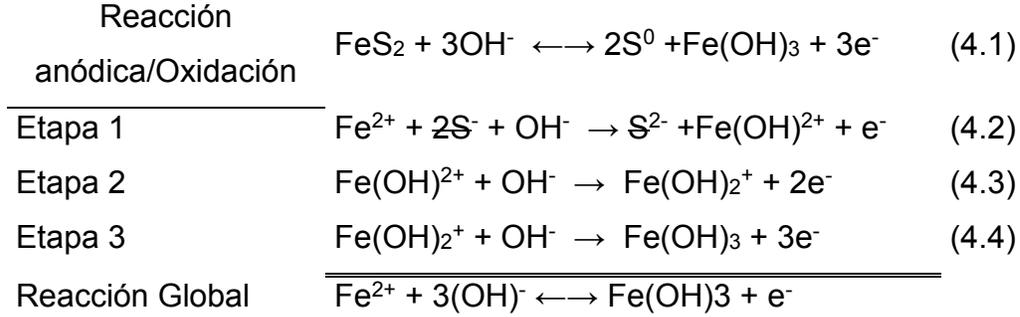 Reacción anódica/Oxidación FeS₂ + 3OH⁻ ←→ 2S⁰ +Fe(OH)₃ + 3e⁻ (4.1)
Etapa 1 Fe²⁺ + 2S⁻ + OH⁻ → S²⁻ +Fe(OH)²⁺ + e⁻ (4.2)
Etapa 2 Fe(OH)²⁺ + OH⁻ → Fe(OH)₂⁺ + 2e⁻ (4.3)
Etapa 3 Fe(OH)₂⁺ + OH⁻ → Fe(OH)₃ + 3e⁻ (4.4)
Reacción Global Fe²⁺ + 3(OH)⁻ ←→ Fe(OH)3 + e⁻